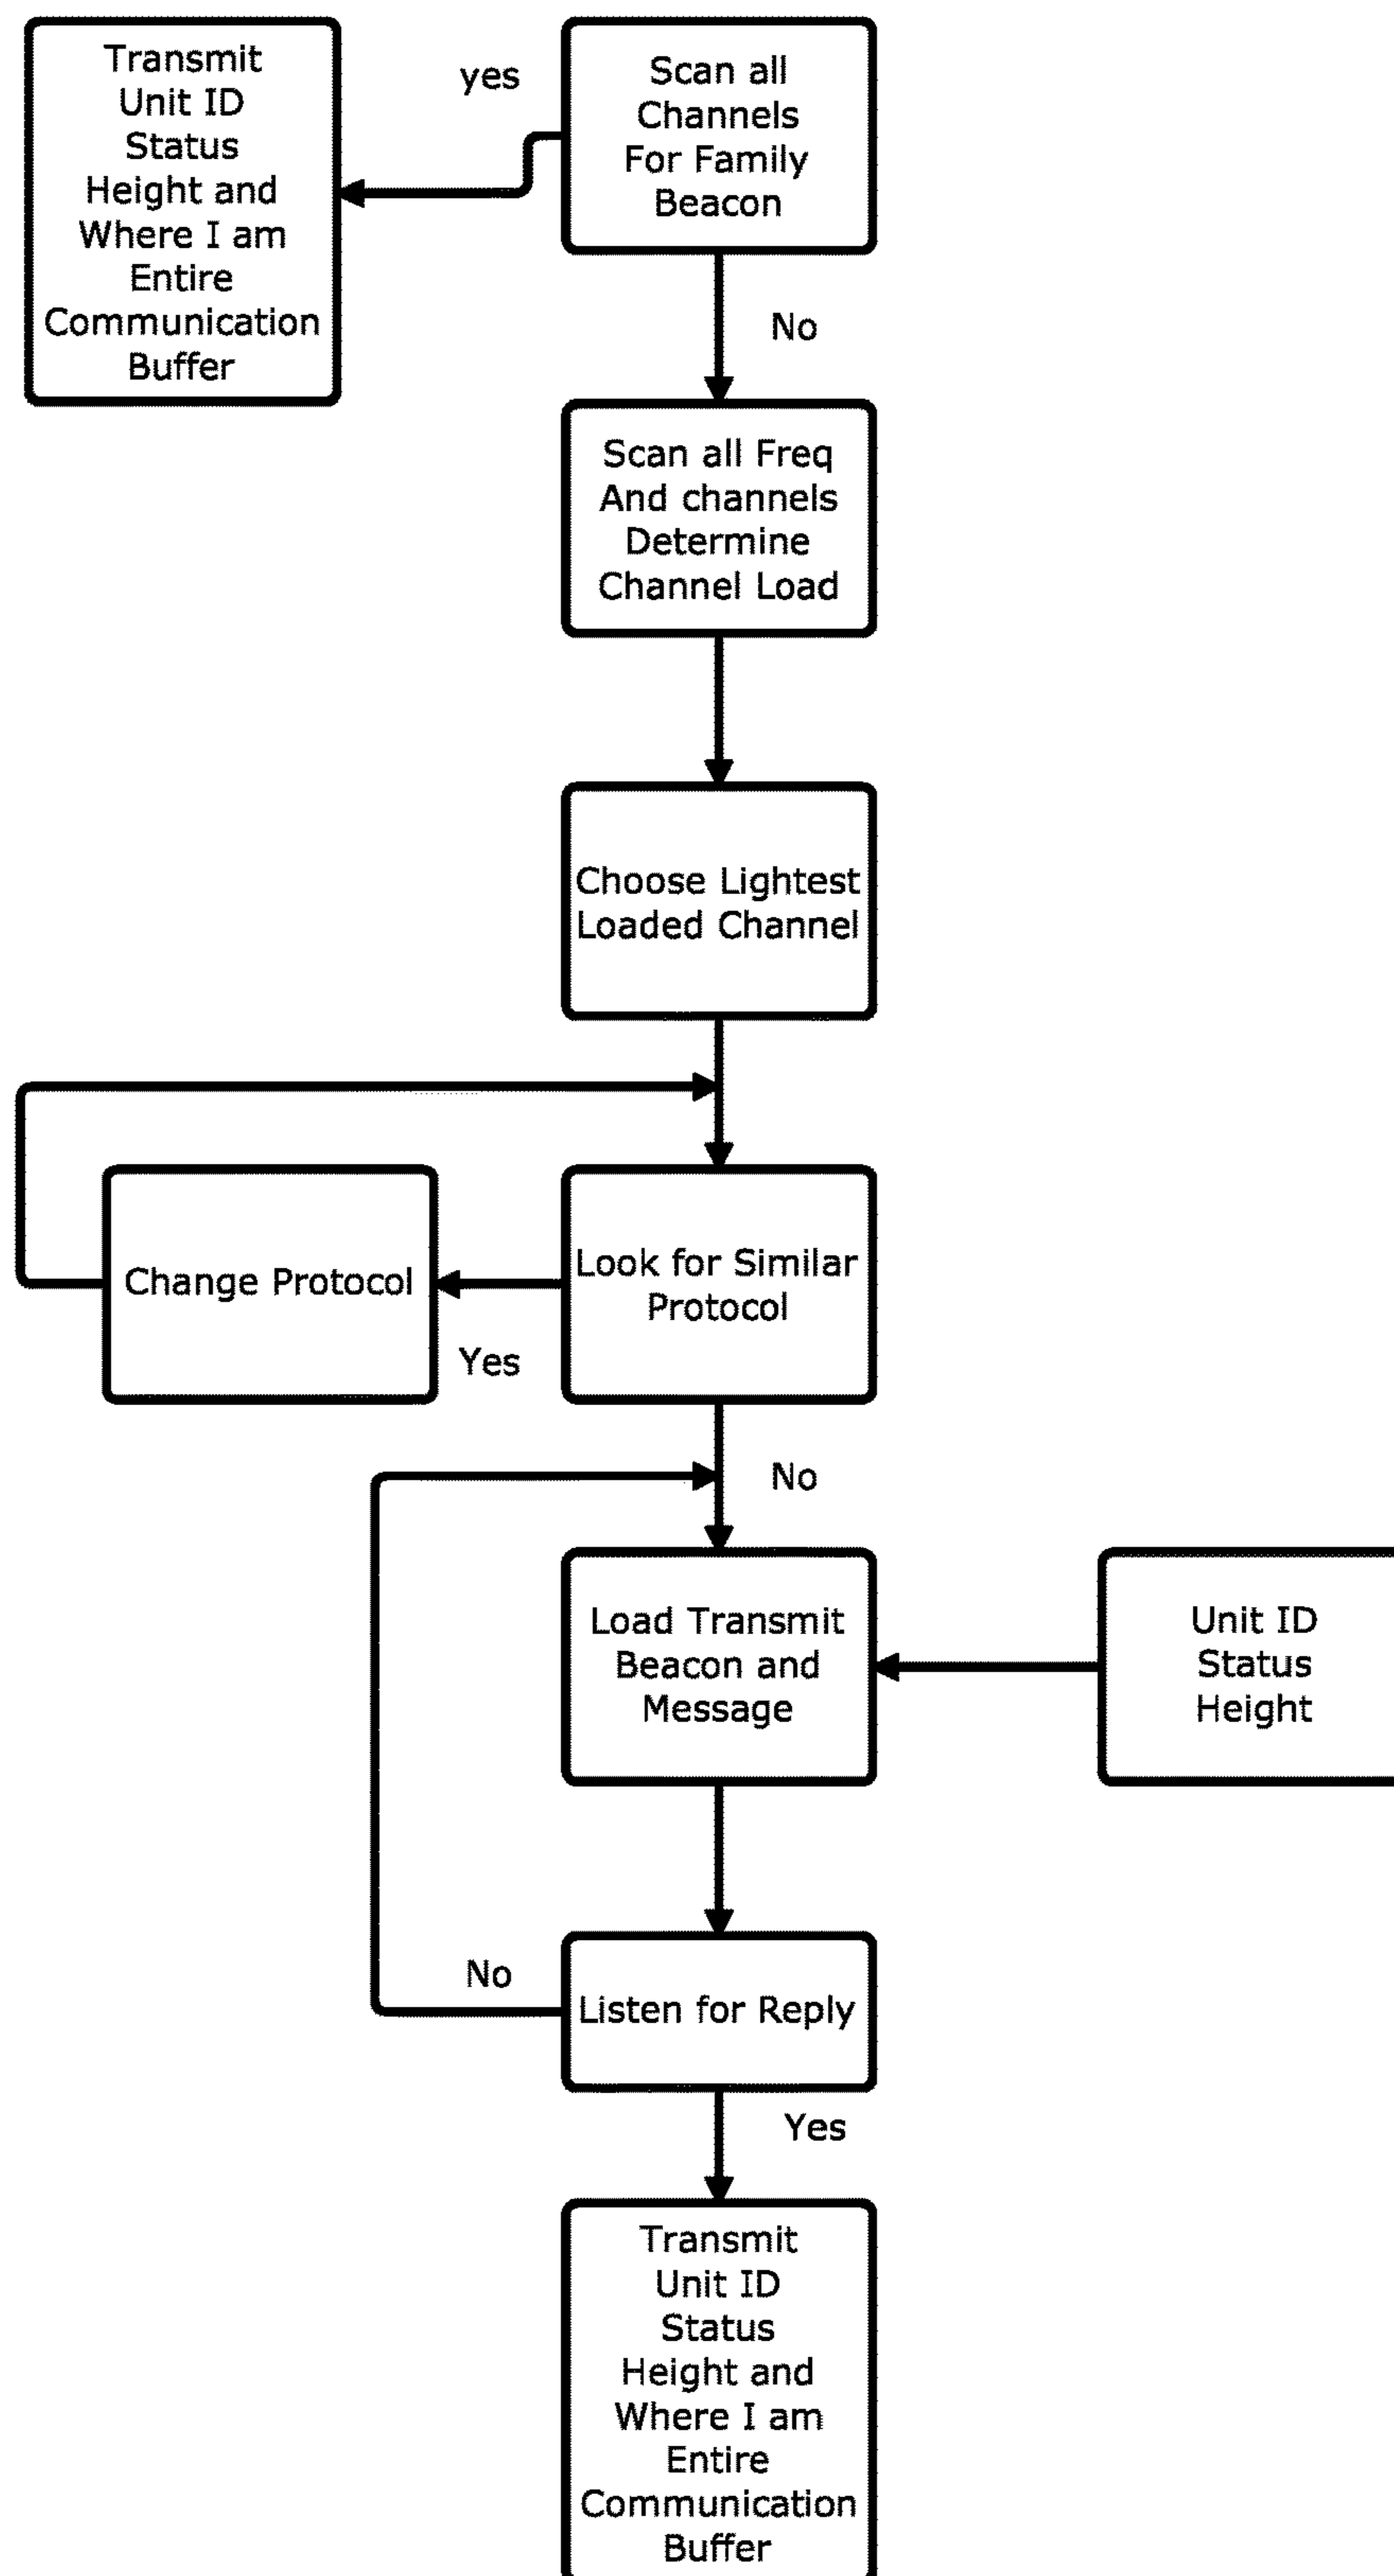 Transmit
Unit ID
Status
Height and
Where I am
Entire
Communication
Buffer
yes
Scan all
Channels
For Family
Beacon
No
Scan all Freq
And channels
Determine
Channel Load
Choose Lightest
Loaded Channel
Change Protocol
Yes
Look for Similar
Protocol
No
Load Transmit
Beacon and
Message
Unit ID
Status
Height
No
Listen for Reply
Yes
Transmit
Unit ID
Status
Height and
Where I am
Entire
Communication
Buffer